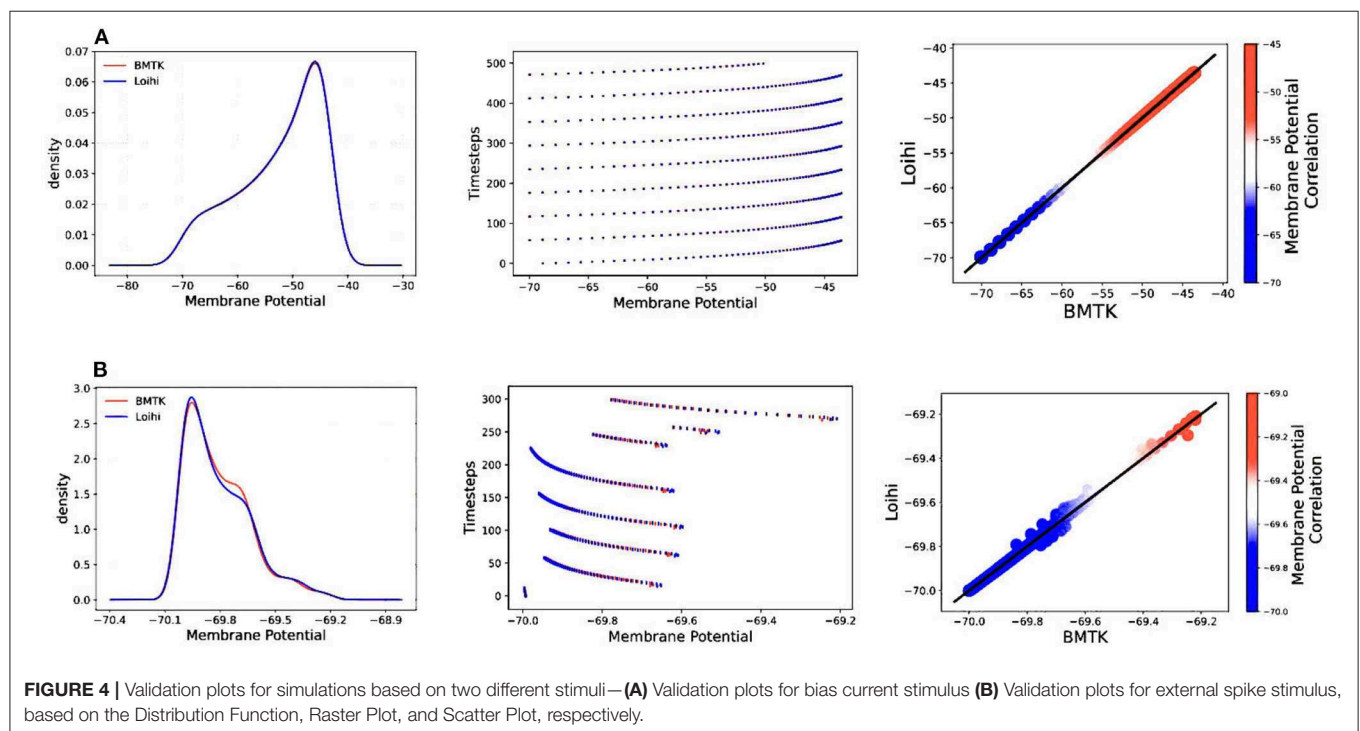 A
0.07
0.06
0.05
0.04
0.03
0.02
0.01
0.00
density
BMTK
Loihi
−80 −70 −60 −50 −40 −30
Membrane Potential
500
400
300
200
100
0
Timesteps
−70 −65 −60 −55 −50 −45
Membrane Potential
−40
−45
−50
−55
−60
−65
−70
Loihi
−70 −65 −60 −55 −50 −45 −40
BMTK
−45
−50
−55
−60
−65
−70
Membrane Potential
Correlation
B
3.0
2.5
2.0
1.5
1.0
0.5
0.0
density
BMTK
Loihi
−70.4 −70.1 −69.8 −69.5 −69.2 −68.9
Membrane Potential
300
250
200
150
100
50
0
Timesteps
−70.0 −69.8 −69.6 −69.4 −69.2
Membrane Potential
−69.2
−69.4
−69.6
−69.8
−70.0
Loihi
−70.0 −69.8 −69.6 −69.4 −69.2
BMTK
−69.0
−69.2
−69.4
−69.6
−69.8
−70.0
Membrane Potential
Correlation
FIGURE 4 | Validation plots for simulations based on two different stimuli—(A) Validation plots for bias current stimulus (B) Validation plots for external spike stimulus,
based on the Distribution Function, Raster Plot, and Scatter Plot, respectively.